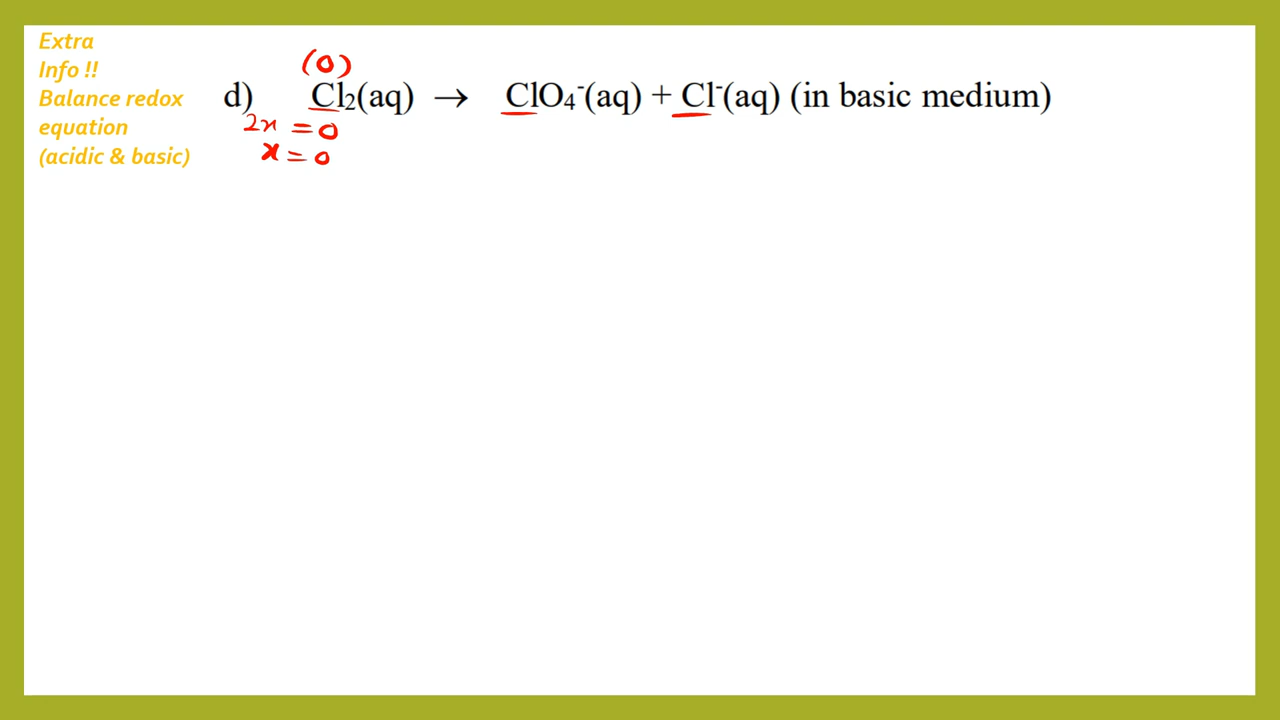 Extra
Info !!
Balance redox
equation
(acidic & basic)
(0)
d) Cl₂(aq) → ClO₄⁻(aq) + Cl⁻(aq) (in basic medium)
2x = 0
x = 0